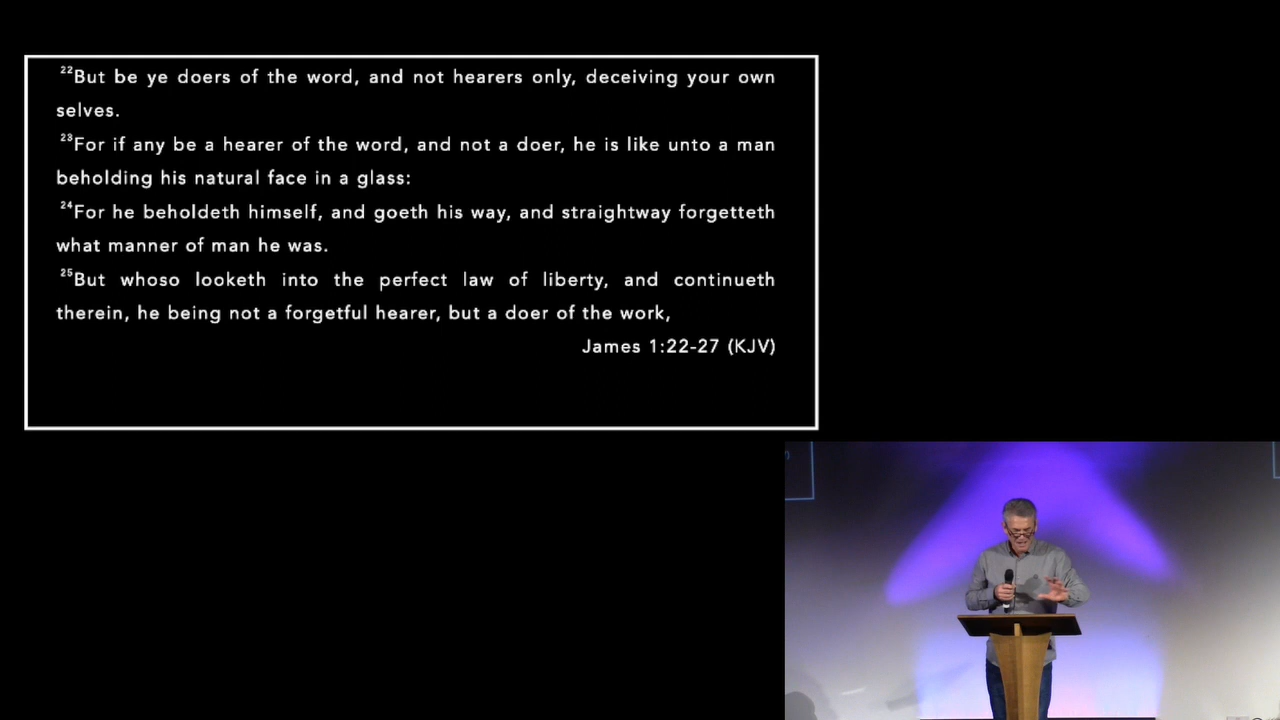 ²²But be ye doers of the word, and not hearers only, deceiving your own
selves.
²³For if any be a hearer of the word, and not a doer, he is like unto a man
beholding his natural face in a glass:
²⁴For he beholdeth himself, and goeth his way, and straightway forgetteth
what manner of man he was.
²⁵But whoso looketh into the perfect law of liberty, and continueth
therein, he being not a forgetful hearer, but a doer of the work,
James 1:22-27 (KJV)